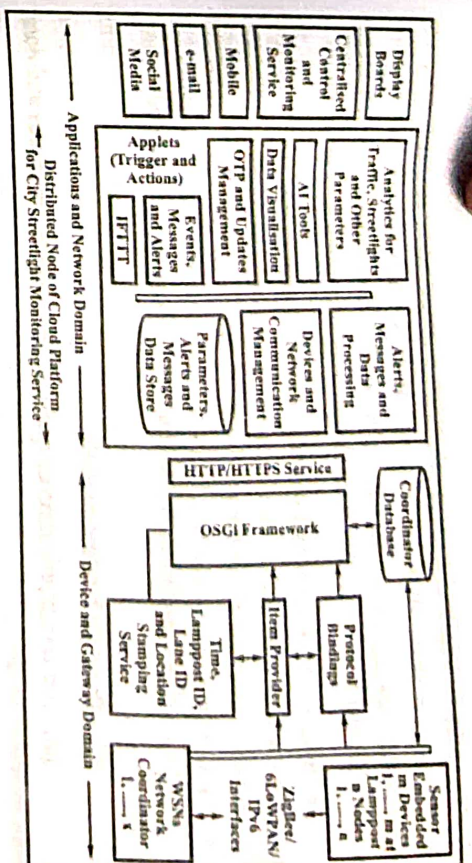 Display
Boards
Centralised
Control
and
Monitoring
Service
Mobile
e-mail
Social
Media
Analytics for
Traffic, Streetlights
and Other
Parameters
AI Tools
Data Visualisation
OTP and Updates
Management
Applets
(Trigger and
Actions)
Events,
Messages
and Alerts
IFTTT
Alerts,
Messages and
Data
Processing
Devices and
Network
Communication
Management
Parameters,
Alerts and
Messages
Data Store
Applications and Network Domain
Distributed Node of Cloud Platform
for City Streetlight Monitoring Service
HTTP/HTTPS Service
Coordinator
Database
OSGi Framework
Protocol
Bindings
Item Provider
Time,
Lamppost ID,
Lane ID
and Location
Stamping
Service
Sensor
Embedded
m Devices
1, ......, m at
Lamppost
n Nodes
1, ......, n
ZigBee/
6LoWPAN/
IPv6
Interfaces
WSNs
Network
Coordinator
1, ......, x
Device and Gateway Domain